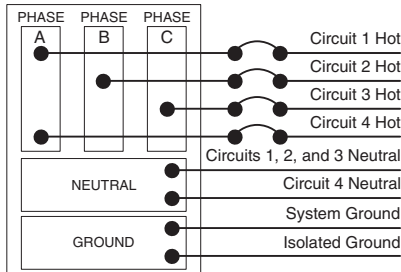 PHASE PHASE PHASE
A B C
Circuit 1 Hot
Circuit 2 Hot
Circuit 3 Hot
Circuit 4 Hot
Circuits 1, 2, and 3 Neutral
NEUTRAL
Circuit 4 Neutral
System Ground
GROUND
Isolated Ground